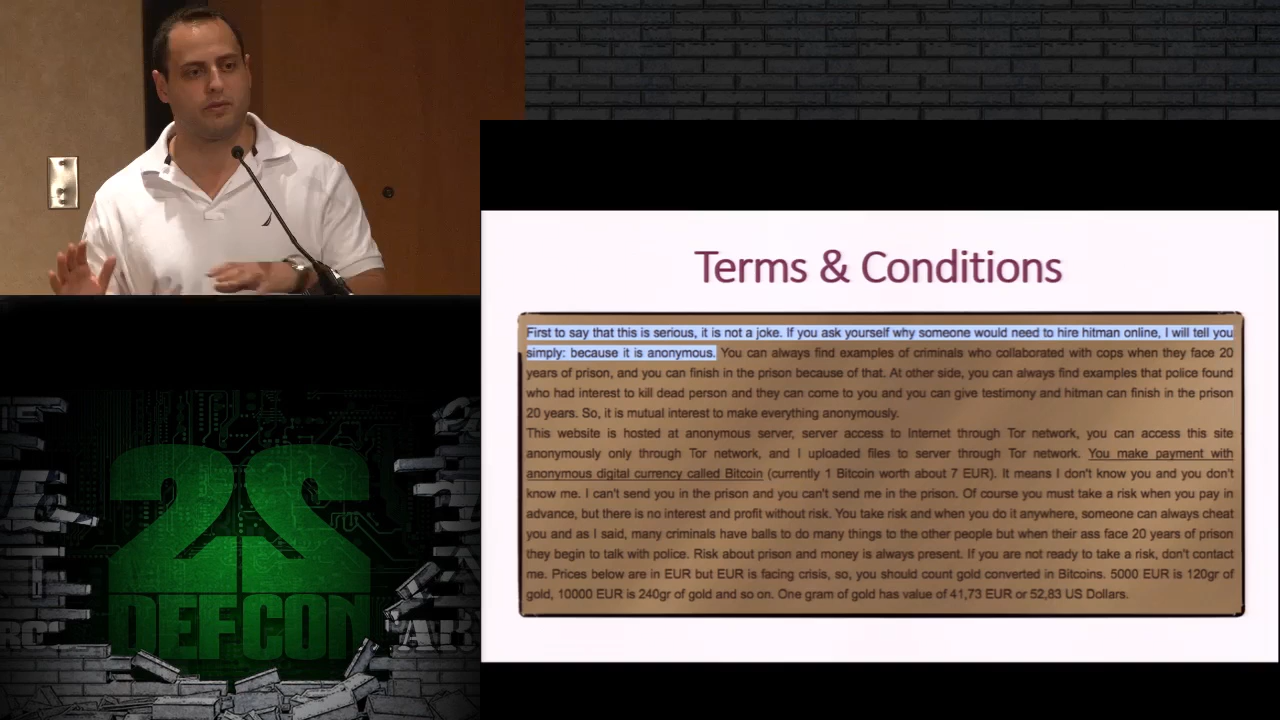 Terms & Conditions
First to say that this is serious, it is not a joke. If you ask yourself why someone would need to hire hitman online, I will tell you
simply: because it is anonymous. You can always find examples of criminals who collaborated with cops when they face 20
years of prison, and you can finish in the prison because of that. At other side, you can always find examples that police found
who had interest to kill dead person and they can come to you and you can give testimony and hitman can finish in the prison
20 years. So, it is mutual interest to make everything anonymously.
This website is hosted at anonymous server, server access to Internet through Tor network, you can access this site
anonymously only through Tor network, and I uploaded files to server through Tor network. You make payment with
anonymous digital currency called Bitcoin (currently 1 Bitcoin worth about 7 EUR). It means I don't know you and you don't
know me. I can't send you in the prison and you can't send me in the prison. Of course you must take a risk when you pay in
advance, but there is no interest and profit without risk. You take risk and when you do it anywhere, someone can always cheat
you and as I said, many criminals have balls to do many things to the other people but when their ass face 20 years of prison
they begin to talk with police. Risk about prison and money is always present. If you are not ready to take a risk, don't contact
me. Prices below are in EUR but EUR is facing crisis, so, you should count gold converted in Bitcoins. 5000 EUR is 120gr of
gold, 10000 EUR is 240gr of gold and so on. One gram of gold has value of 41,73 EUR or 52,83 US Dollars.
22
DEFCON